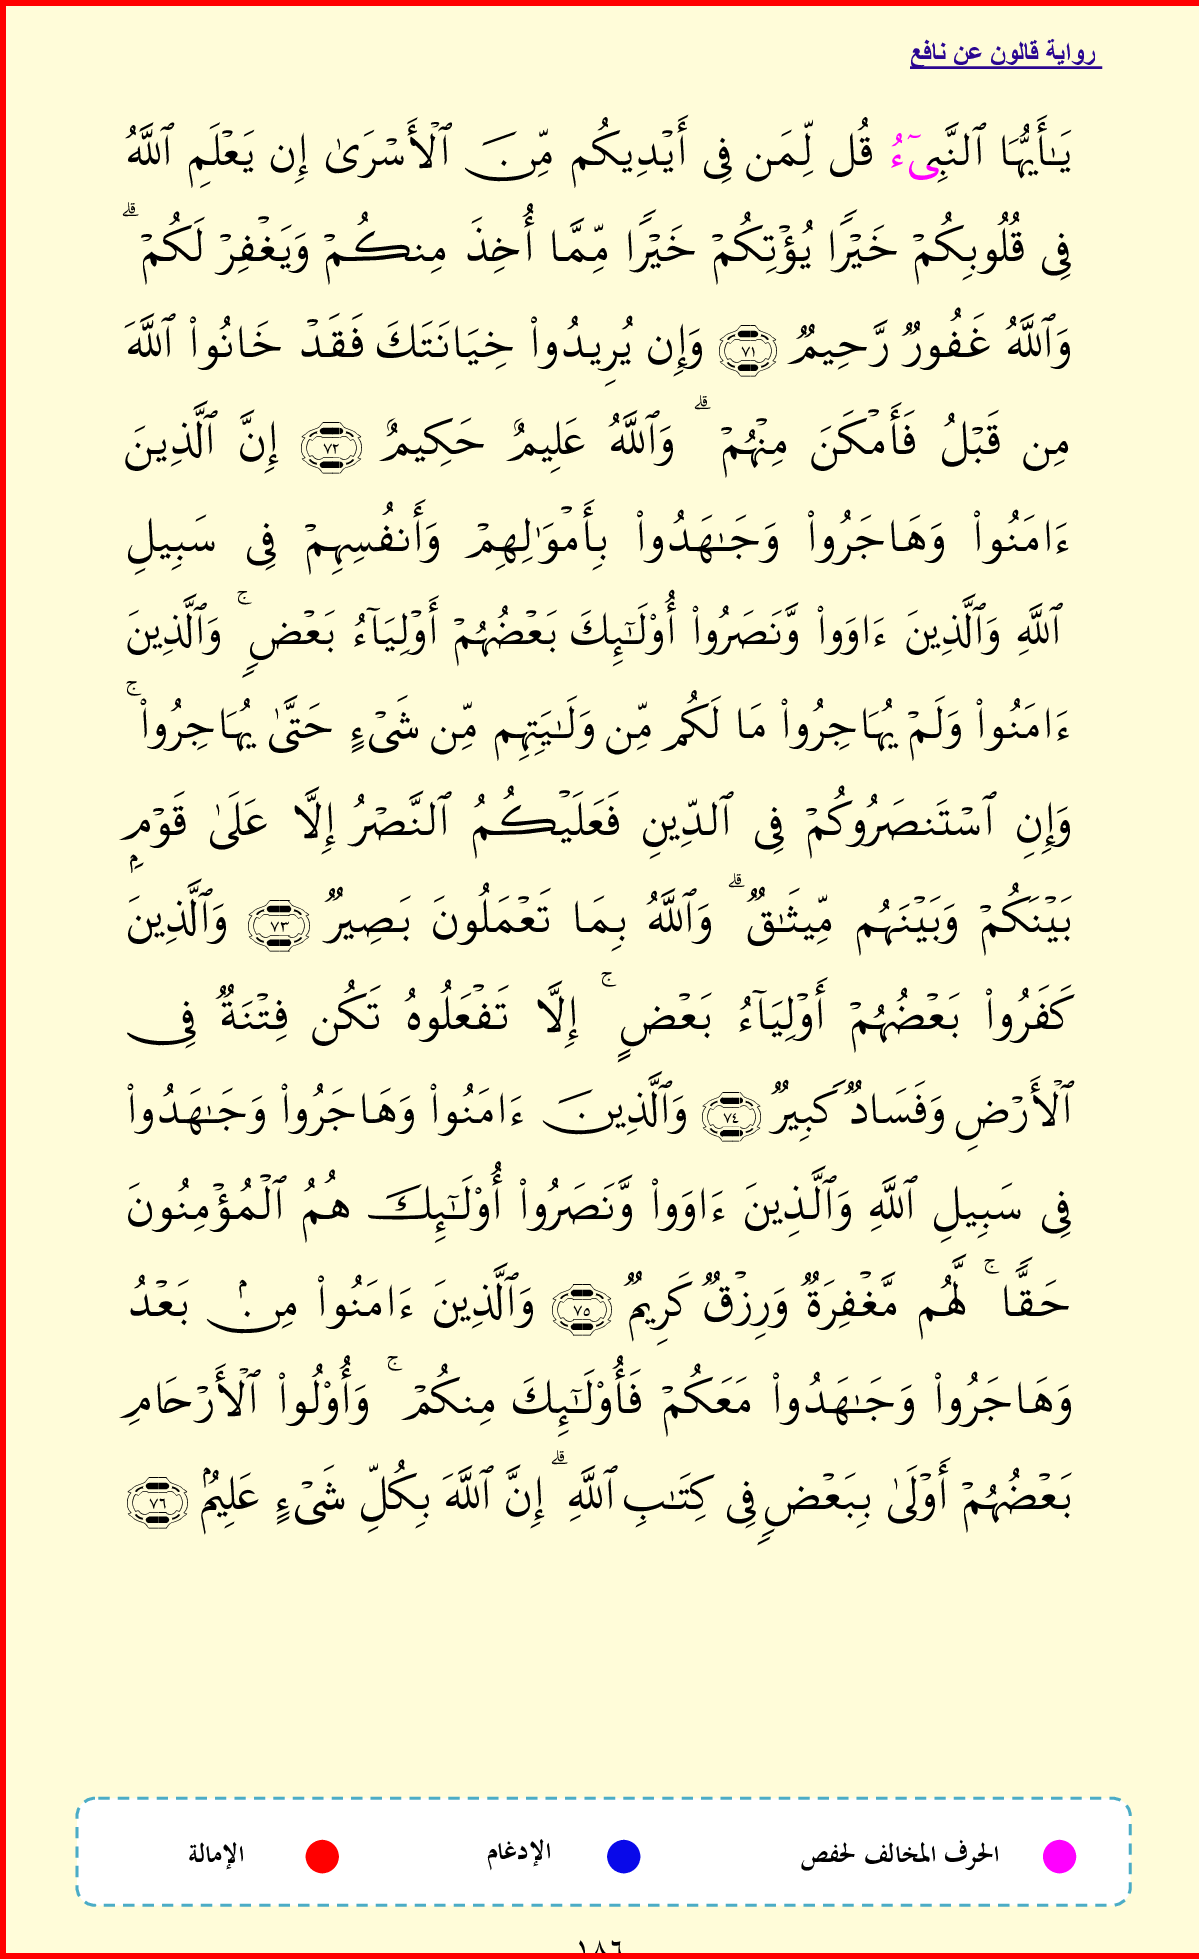 رواية قالون عن نافع
يَـٰٓأَيُّهَا ٱلنَّبِىٓءُ قُل لِّمَن فِىٓ أَيْدِيكُم مِّنَ ٱلْأَسْرَىٰٓ إِن يَعْلَمِ ٱللَّهُ
فِى قُلُوبِكُمْ خَيْرًا يُؤْتِكُمْ خَيْرًا مِّمَّا أُخِذَ مِنكُمْ وَيَغْفِرْ لَكُمْ ۗ
وَٱللَّهُ غَفُورٌ رَّحِيمٌ ٧١ وَإِن يُرِيدُوا۟ خِيَانَتَكَ فَقَدْ خَانُوا۟ ٱللَّهَ
مِن قَبْلُ فَأَمْكَنَ مِنْهُمْ ۗ وَٱللَّهُ عَلِيمٌ حَكِيمٌ ٧٢ إِنَّ ٱلَّذِينَ
ءَامَنُوا۟ وَهَاجَرُوا۟ وَجَـٰهَدُوا۟ بِأَمْوَٰلِهِمْ وَأَنفُسِهِمْ فِى سَبِيلِ
ٱللَّهِ وَٱلَّذِينَ ءَاوَوا۟ وَّنَصَرُوا۟ أُوْلَـٰٓئِكَ بَعْضُهُمْ أَوْلِيَآءُ بَعْضٍ ۚ وَٱلَّذِينَ
ءَامَنُوا۟ وَلَمْ يُهَاجِرُوا۟ مَا لَكُم مِّن وَلَـٰيَتِهِم مِّن شَىْءٍ حَتَّىٰ يُهَاجِرُوا۟ ۚ
وَإِنِ ٱسْتَنصَرُوكُمْ فِى ٱلدِّينِ فَعَلَيْكُمُ ٱلنَّصْرُ إِلَّا عَلَىٰ قَوْمٍۭ
بَيْنَكُمْ وَبَيْنَهُم مِّيثَـٰقٌ ۗ وَٱللَّهُ بِمَا تَعْمَلُونَ بَصِيرٌ ٧٣ وَٱلَّذِينَ
كَفَرُوا۟ بَعْضُهُمْ أَوْلِيَآءُ بَعْضٍ ۚ إِلَّا تَفْعَلُوهُ تَكُن فِتْنَةٌ فِى
ٱلْأَرْضِ وَفَسَادٌ كَبِيرٌ ٧٤ وَٱلَّذِينَ ءَامَنُوا۟ وَهَاجَرُوا۟ وَجَـٰهَدُوا۟
فِى سَبِيلِ ٱللَّهِ وَٱلَّذِينَ ءَاوَوا۟ وَّنَصَرُوا۟ أُوْلَـٰٓئِكَ هُمُ ٱلْمُؤْمِنُونَ
حَقًّا ۚ لَّهُم مَّغْفِرَةٌ وَرِزْقٌ كَرِيمٌ ٧٥ وَٱلَّذِينَ ءَامَنُوا۟ مِنۢ بَعْدُ
وَهَاجَرُوا۟ وَجَـٰهَدُوا۟ مَعَكُمْ فَأُوْلَـٰٓئِكَ مِنكُمْ ۚ وَأُوْلُوا۟ ٱلْأَرْحَامِ
بَعْضُهُمْ أَوْلَىٰ بِبَعْضٍ فِى كِتَـٰبِ ٱللَّهِ ۗ إِنَّ ٱللَّهَ بِكُلِّ شَىْءٍ عَلِيمٌۢ ٧٦
الحرف المخالف لحفص الإدغام الإمالة
١٨٦